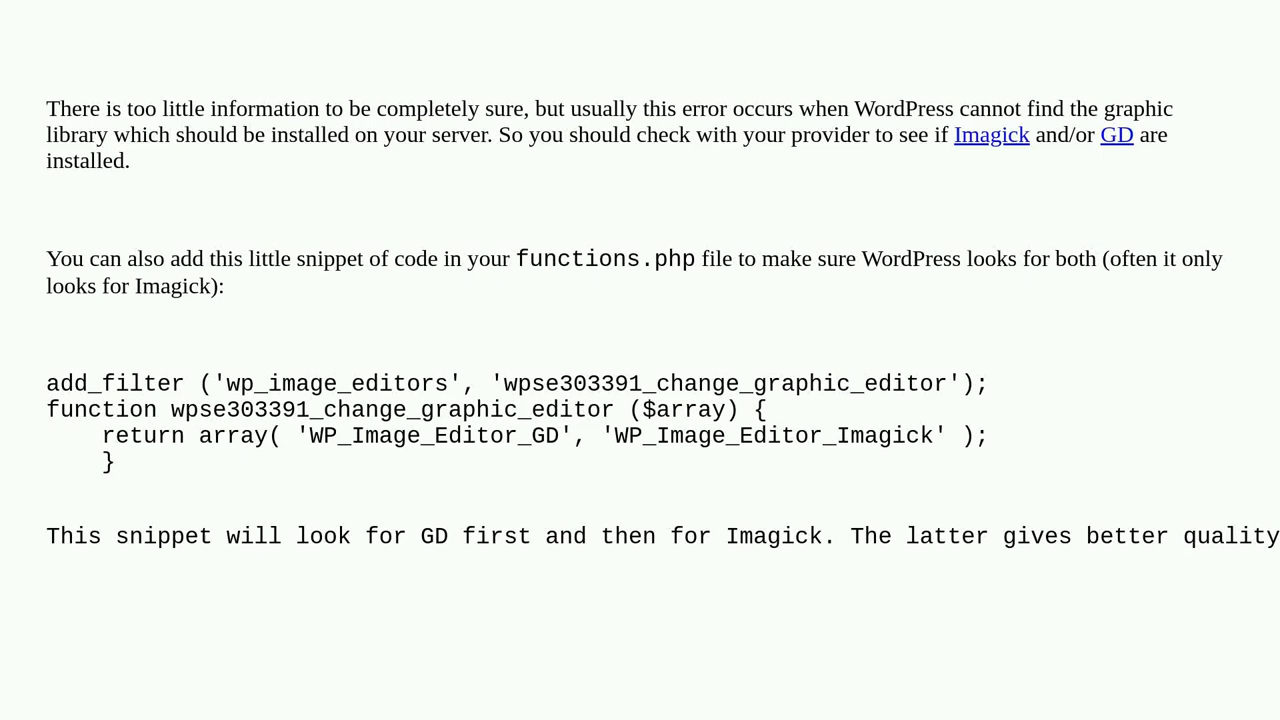 There is too little information to be completely sure, but usually this error occurs when WordPress cannot find the graphic
library which should be installed on your server. So you should check with your provider to see if Imagick and/or GD are
installed.
You can also add this little snippet of code in your functions.php file to make sure WordPress looks for both (often it only
looks for Imagick):
add_filter ('wp_image_editors', 'wpse303391_change_graphic_editor');
function wpse303391_change_graphic_editor ($array) {
    return array( 'WP_Image_Editor_GD', 'WP_Image_Editor_Imagick' );
    }
This snippet will look for GD first and then for Imagick. The latter gives better quality